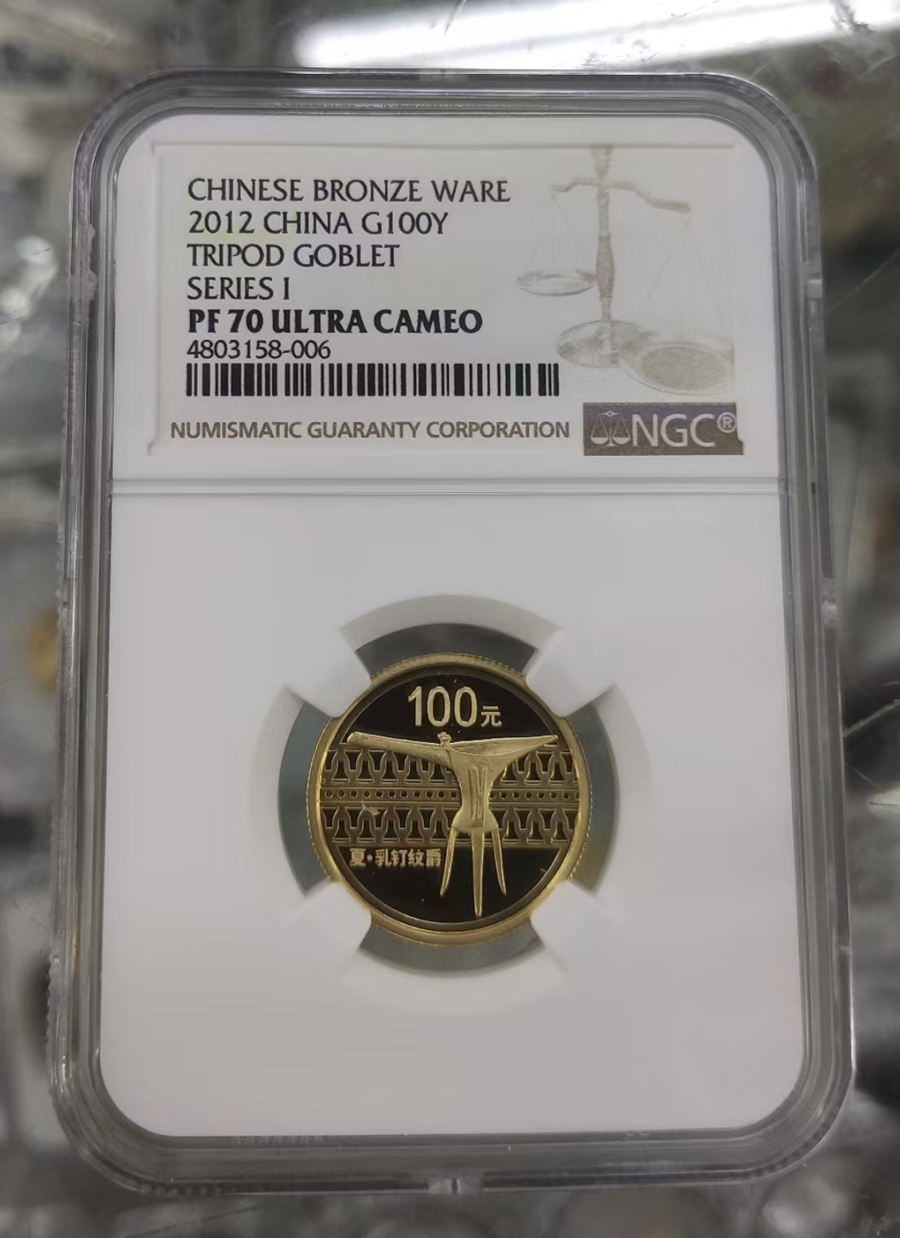 CHINESE BRONZE WARE
2012 CHINA G100Y
TRIPOD GOBLET
SERIES I
PF 70 ULTRA CAMEO
4803158-006
NUMISMATIC GUARANTY CORPORATION
NGC®
100元
夏·乳钉纹爵